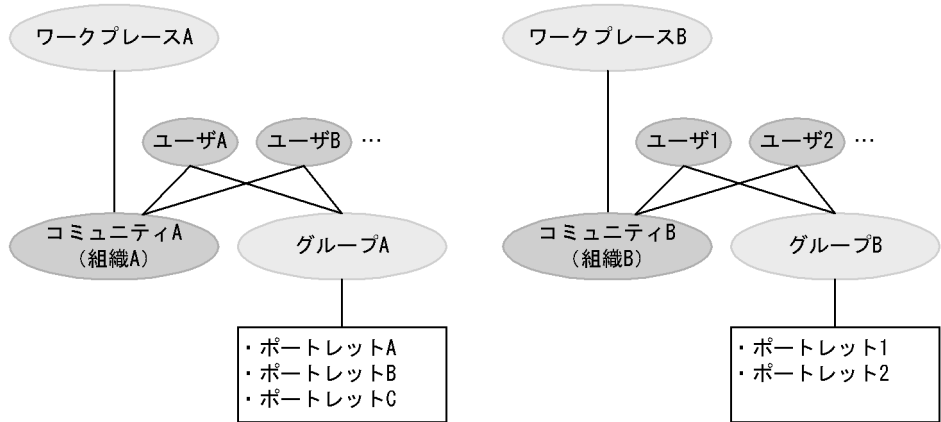 ワークプレースA
ワークプレースB
ユーザA
ユーザB
…
ユーザ1
ユーザ2
…
コミュニティA
（組織A）
グループA
コミュニティB
（組織B）
グループB
・ポートレットA
・ポートレットB
・ポートレットC
・ポートレット1
・ポートレット2